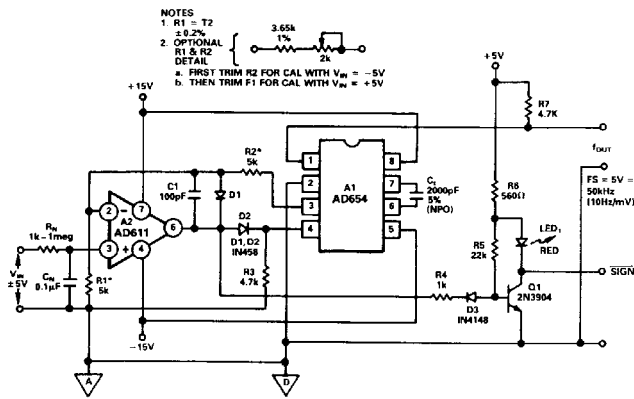 NOTES
1. R1 = T2
±0.2%
2. OPTIONAL
R1 & R2
DETAIL
3.65k
1%
2k
a. FIRST TRIM R2 FOR CAL WITH VIN = −5V
b. THEN TRIM F1 FOR CAL WITH VIN = +5V
+15V
+5V
R7
4.7K
R2*
5k
1
2
3
4
8
7
6
5
A1
AD654
Ct
2000pF
5%
(NPO)
fOUT
FS = 5V =
50kHz
(10Hz/mV)
C1
100pF
D1
R6
560Ω
2
−
7
A2
AD611
6
3
+
4
D2
D1, D2
IN458
RIN
1k–1meg
R5
22k
LED1
RED
VIN
±5V
CIN
0.1µF
R1*
5k
R3
4.7k
R4
1k
D3
IN4148
Q1
2N3904
SIGN
−15V
A
D